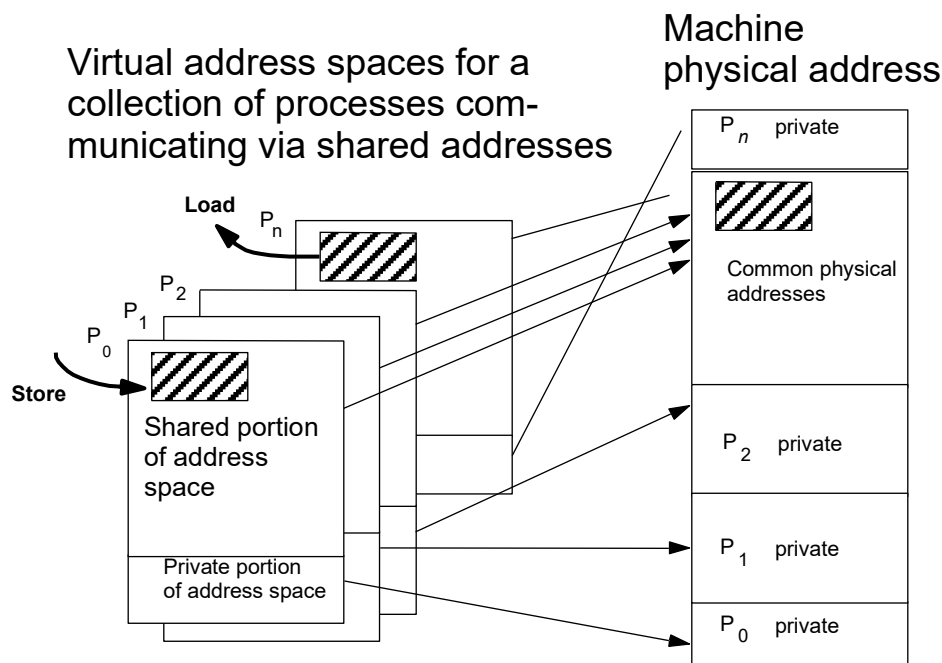 Virtual address spaces for a
collection of processes com-
municating via shared addresses
Machine
physical address
Load
Pn
P2
P1
P0
Store
Shared portion
of address
space
Private portion
of address space
Pn private
Common physical
addresses
P2 private
P1 private
P0 private